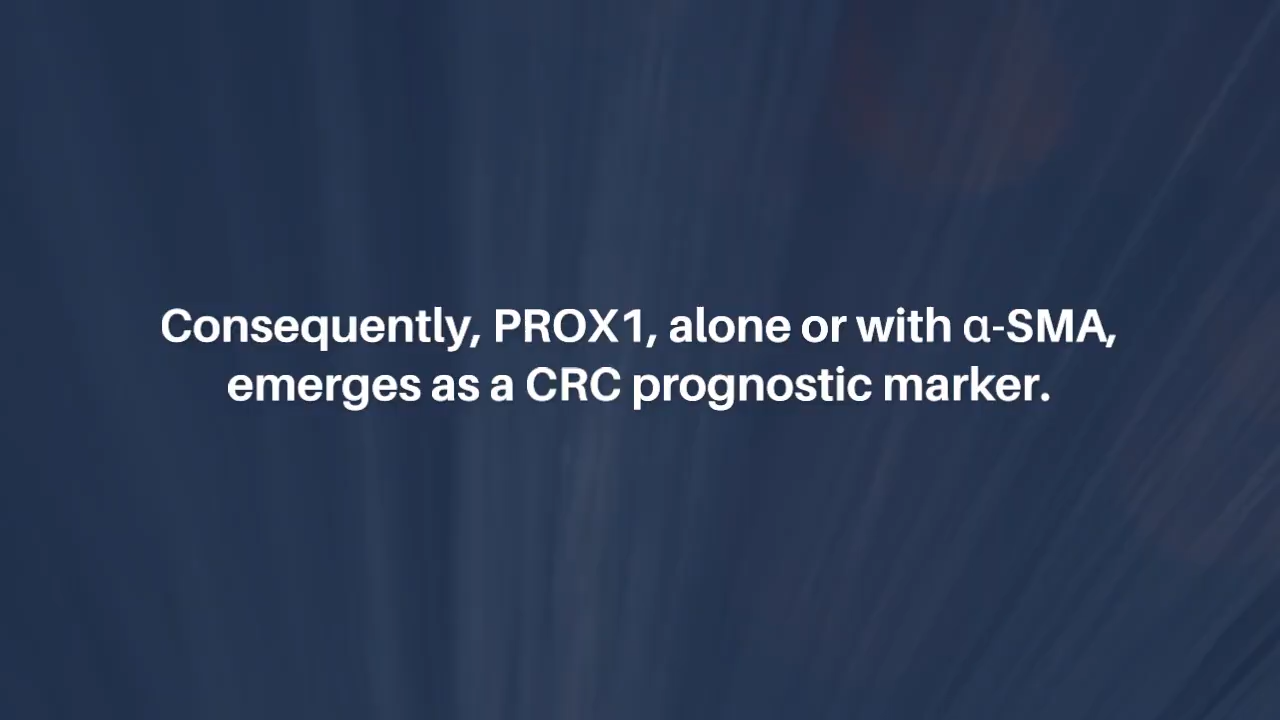 Consequently, PROX1, alone or with α-SMA,
emerges as a CRC prognostic marker.